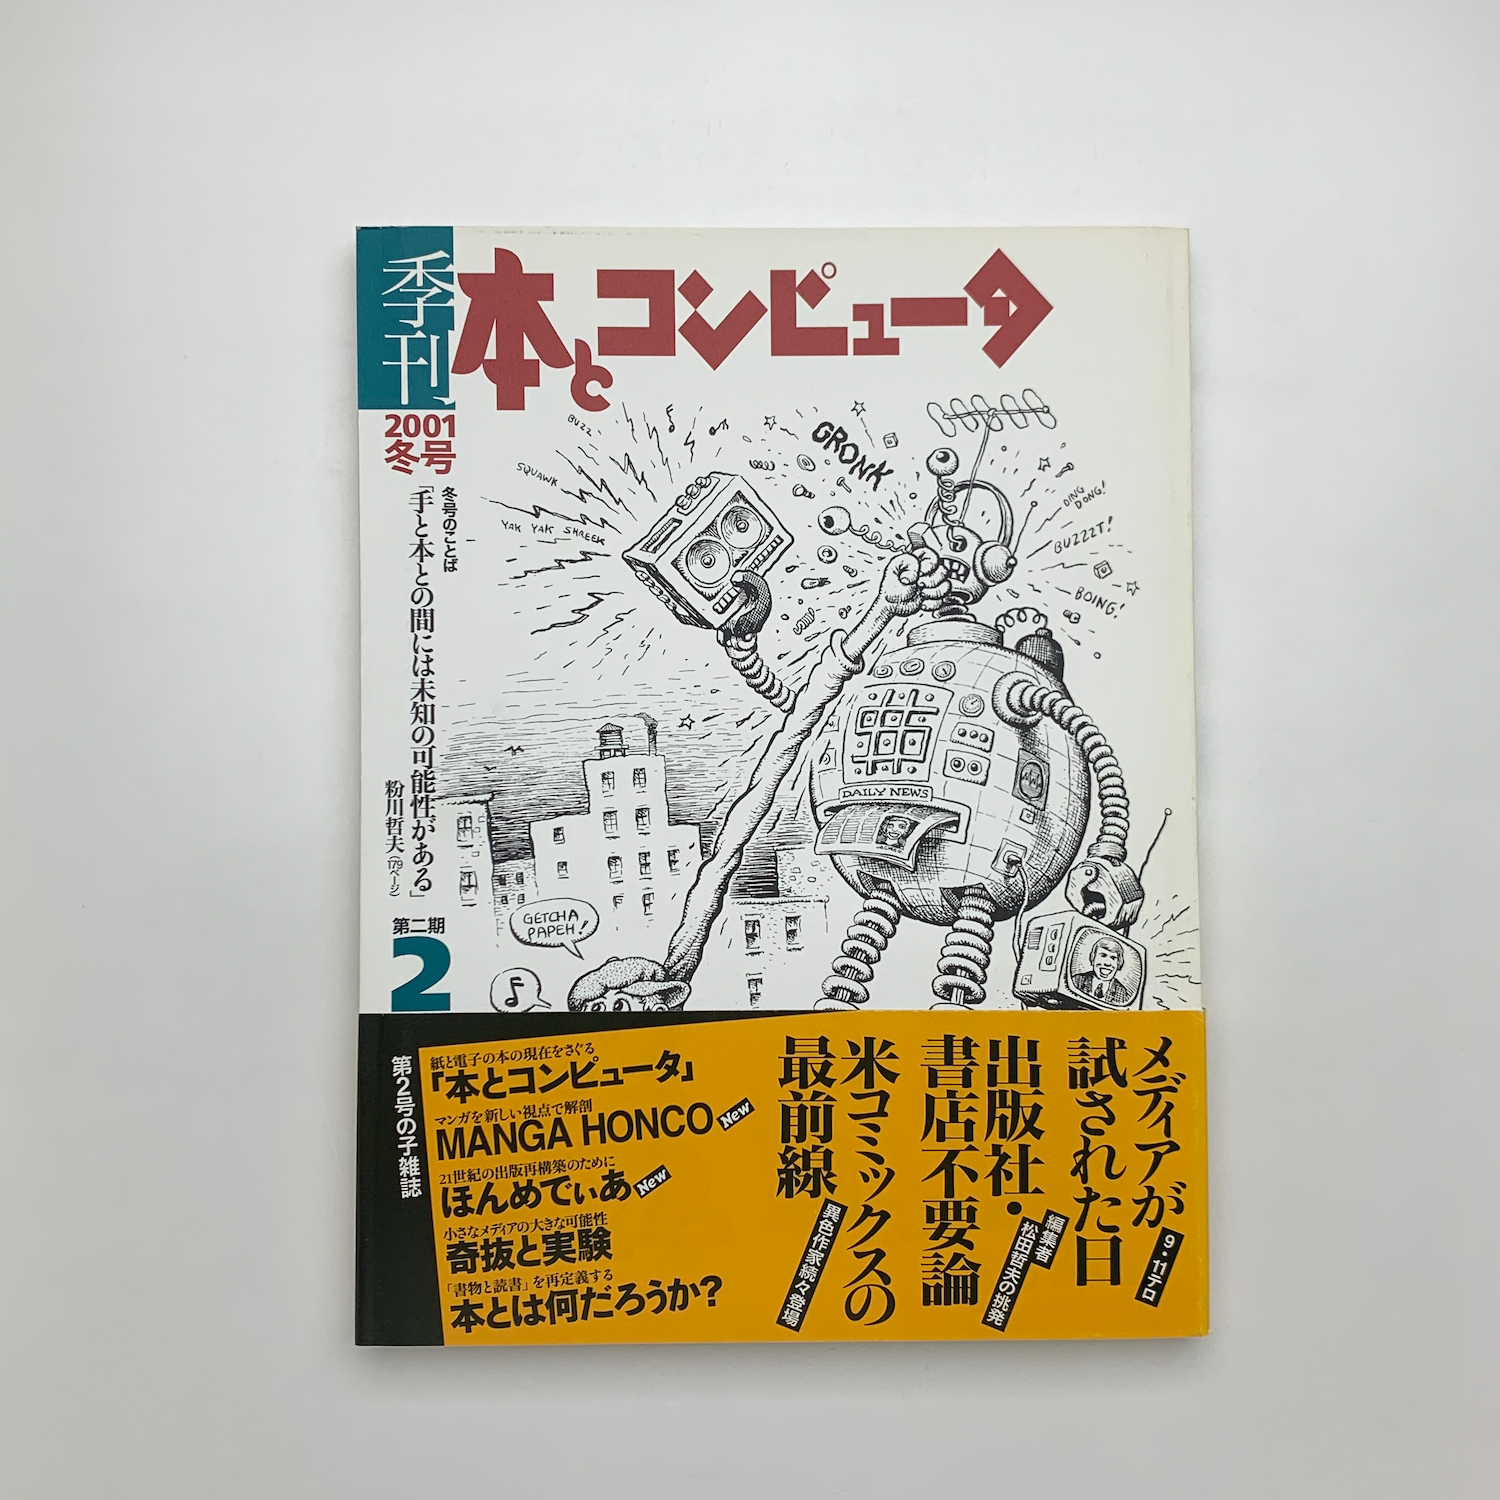 季刊
本とコンピュータ
2001
冬号
冬号のことば
「手と本との間には未知の可能性がある」
粉川哲夫(179ページ)
第二期
2
BUZZ
SQUAWK
YAK YAK SHREEK
GRONK
DING
DONG!
BUZZZT!
BOING!
DAILY NEWS
GETCHA
PAPEH!
メディアが
試された日
9・11テロ
出版社・
書店不要論
編集者
松田哲夫の挑発
米コミックスの
最前線
異色作家続々登場
第2号の子雑誌
紙と電子の本の現在をさぐる
「本とコンピュータ」
マンガを新しい視点で解剖
MANGA HONCO New
21世紀の出版再構築のために
ほんめでぃあ New
小さなメディアの大きな可能性
奇抜と実験
「書物と読書」を再定義する
本とは何だろうか?